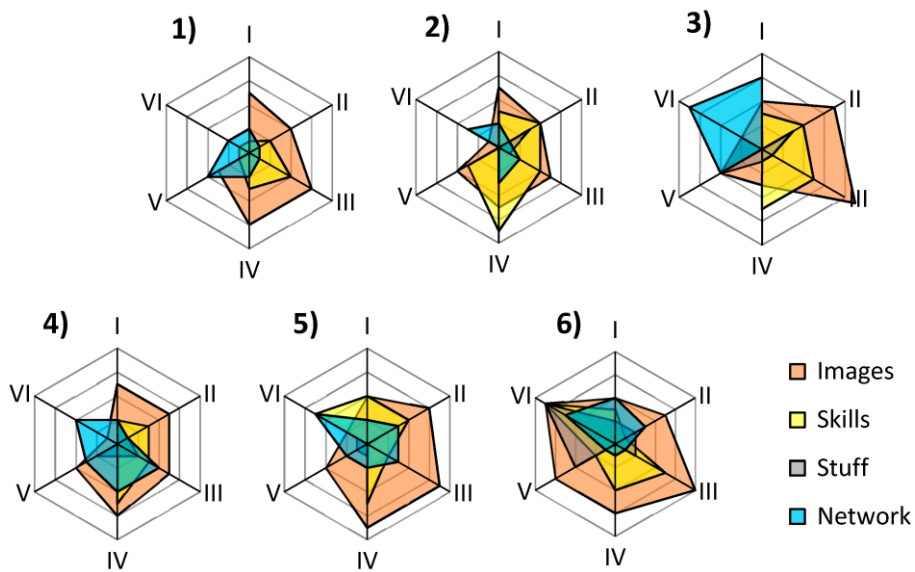 1)
I
II
III
IV
V
VI
2)
I
II
III
IV
V
VI
3)
I
II
III
IV
V
VI
4)
I
II
III
IV
V
VI
5)
I
II
III
IV
V
VI
6)
I
II
III
IV
V
VI
Images
Skills
Stuff
Network